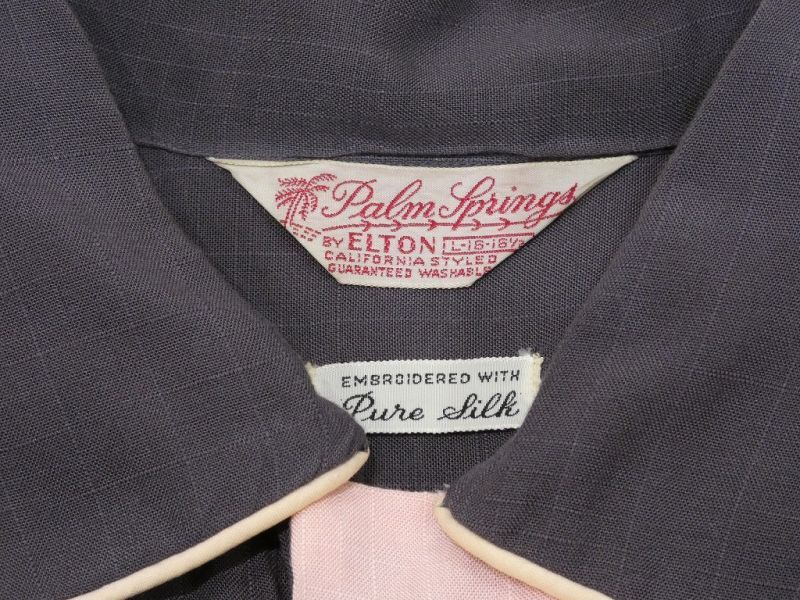 Palm Springs
BY ELTON L-16-16½
CALIFORNIA STYLED
GUARANTEED WASHABLE
EMBROIDERED WITH
Pure Silk